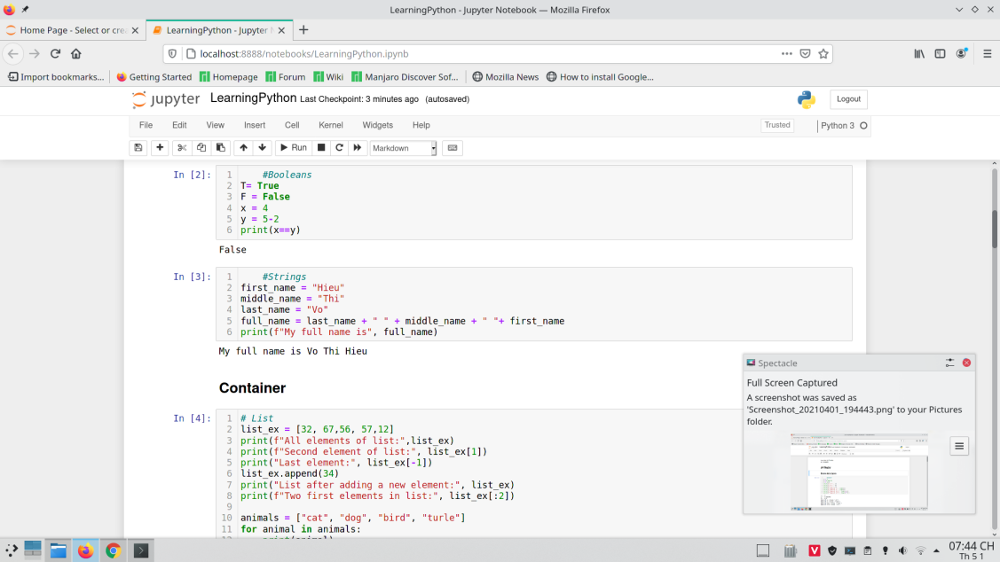 LearningPython - Jupyter Notebook — Mozilla Firefox
Home Page - Select or cre
LearningPython - Jupyter N
localhost:8888/notebooks/LearningPython.ipynb
Import bookmarks... Getting Started Homepage Forum Wiki Manjaro Discover Sof... Mozilla News How to install Google...
jupyter LearningPython Last Checkpoint: 3 minutes ago (autosaved) Logout
File Edit View Insert Cell Kernel Widgets Help Trusted Python 3
Run Markdown
In [2]: 1 #Booleans
2 T= True
3 F = False
4 x = 4
5 y = 5-2
6 print(x==y)
False
In [3]: 1 #Strings
2 first_name = "Hieu"
3 middle_name = "Thi"
4 last_name = "Vo"
5 full_name = last_name + " " + middle_name + " "+ first_name
6 print(f"My full name is", full_name)
My full name is Vo Thi Hieu
Container
In [4]: 1 # List
2 list_ex = [32, 67,56, 57,12]
3 print(f"All elements of list:",list_ex)
4 print(f"Second element of list:", list_ex[1])
5 print("Last element:", list_ex[-1])
6 list_ex.append(34)
7 print("List after adding a new element:", list_ex)
8 print(f"Two first elements in list:", list_ex[:2])
9
10 animals = ["cat", "dog", "bird", "turle"]
11 for animal in animals:
Spectacle
Full Screen Captured
A screenshot was saved as
'Screenshot_20210401_194443.png' to your Pictures
folder.
07:44 CH
Th 5 1